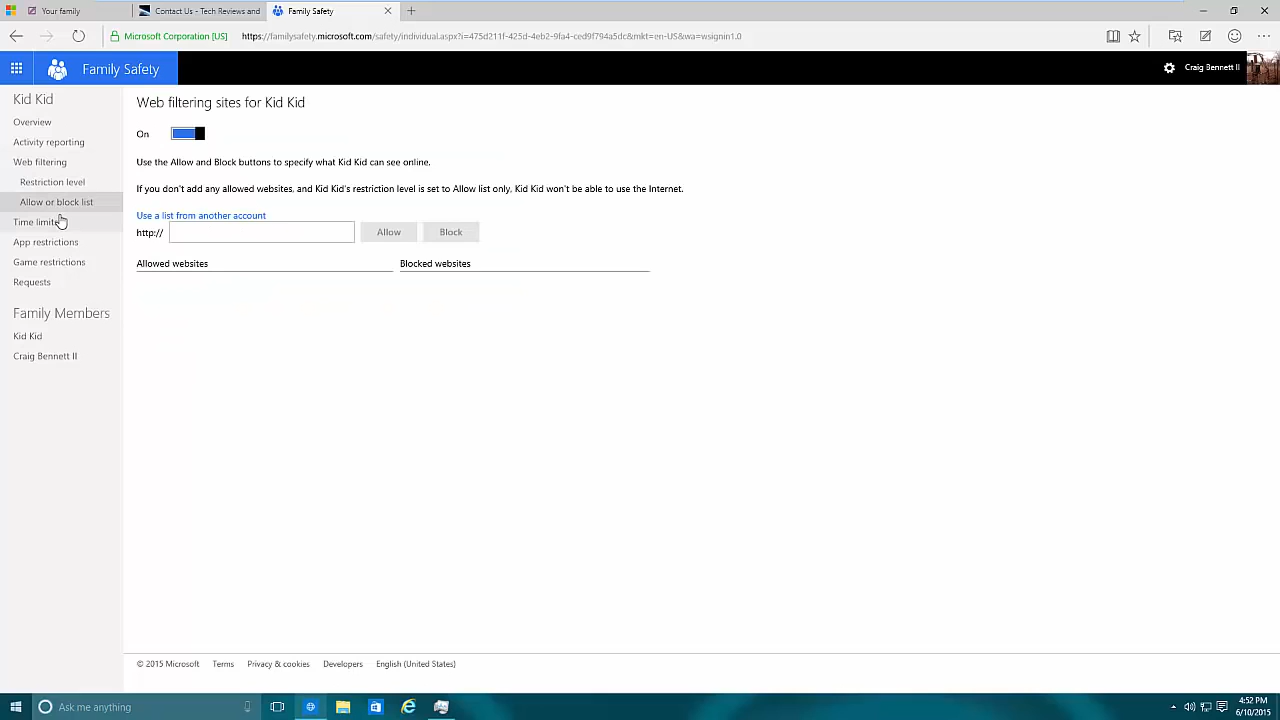 Your family
Contact Us - Tech Reviews and
Family Safety
Microsoft Corporation [US]
https://familysafety.microsoft.com/safety/individual.aspx?i=475d211f-425d-4eb2-9fa4-ced9f794a5dc&mkt=en-US&wa=wsignin1.0
Family Safety
Craig Bennett II
Kid Kid
Overview
Activity reporting
Web filtering
Restriction level
Allow or block list
Time limits
App restrictions
Game restrictions
Requests
Family Members
Kid Kid
Craig Bennett II
Web filtering sites for Kid Kid
On
Use the Allow and Block buttons to specify what Kid Kid can see online.
If you don't add any allowed websites, and Kid Kid's restriction level is set to Allow list only, Kid Kid won't be able to use the Internet.
Use a list from another account
http://
Allow
Block
Allowed websites
Blocked websites
© 2015 Microsoft
Terms
Privacy & cookies
Developers
English (United States)
Ask me anything
4:52 PM
6/10/2015